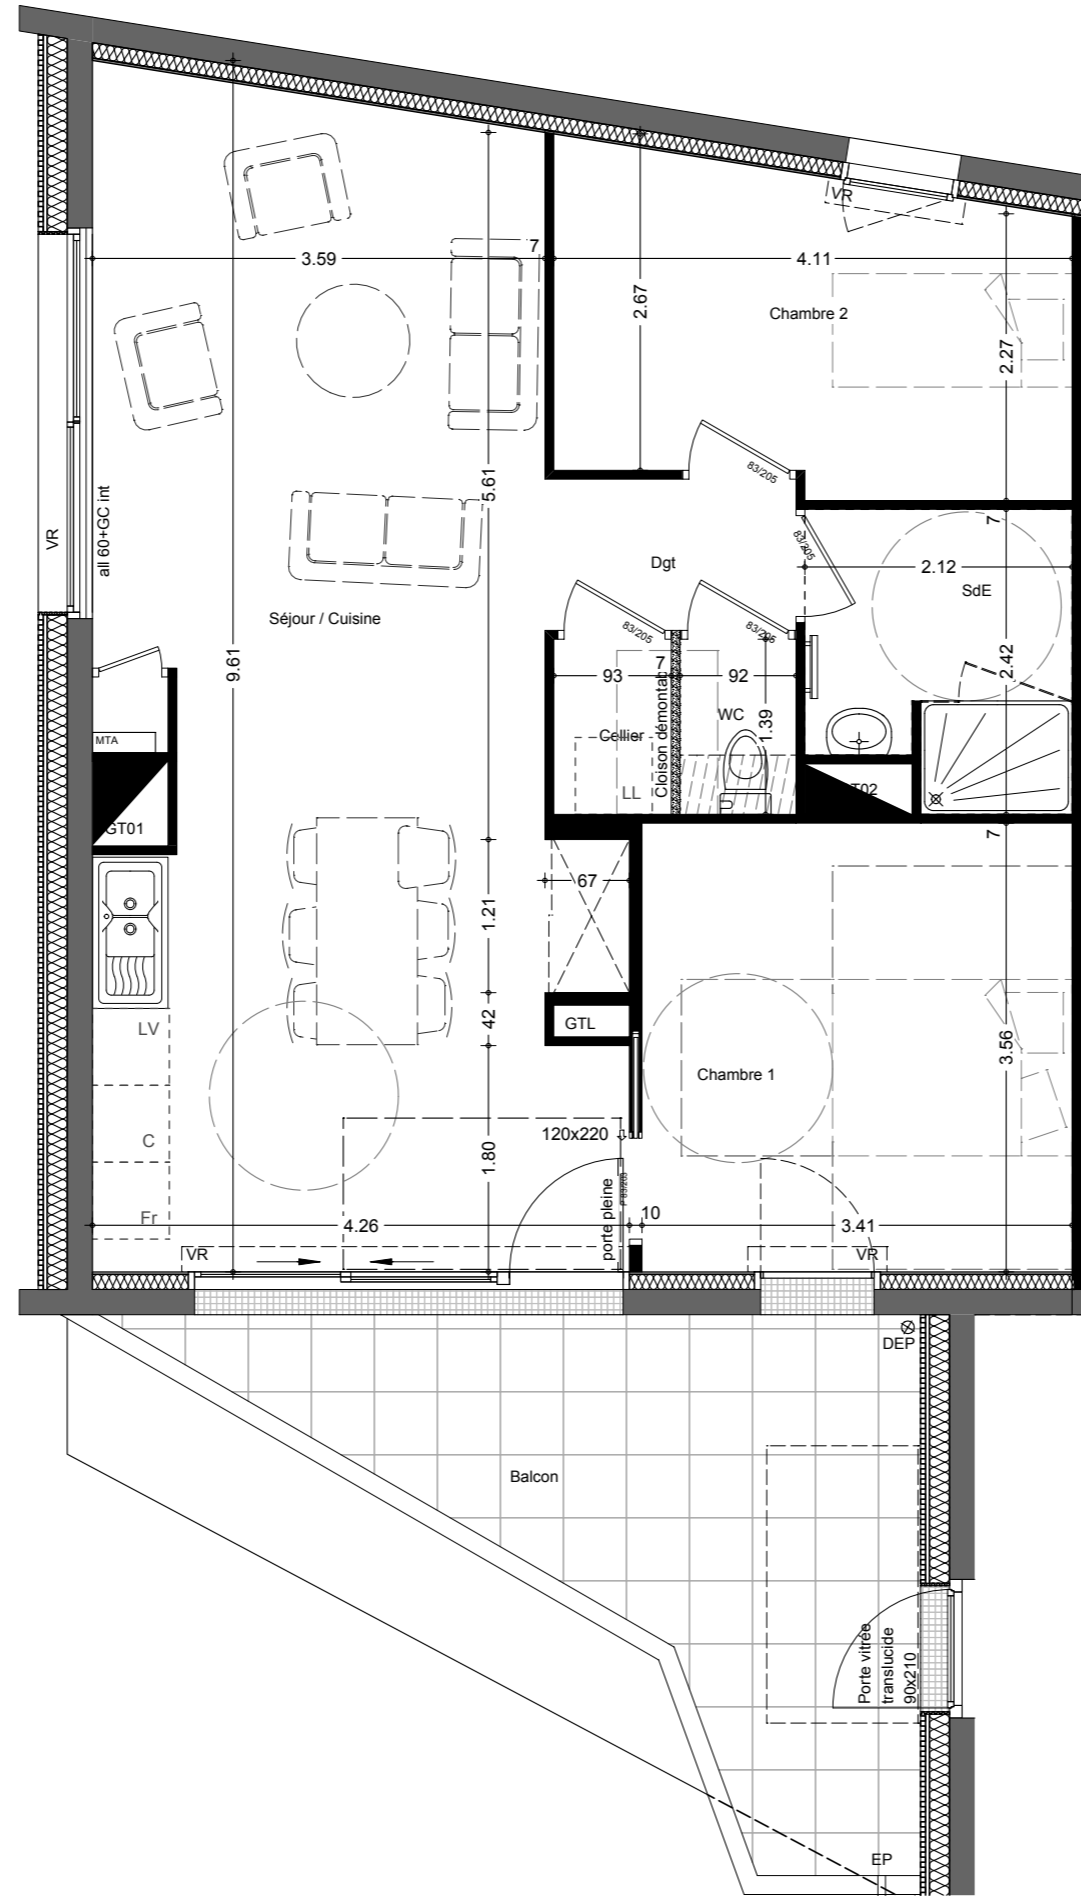 VR
7
3.59
4.11
2.67
Chambre 2
2.27
5.61
83/205
VR
all 60+GC int
7
83/205
Dgt
2.12
SdE
Séjour / Cuisine
9.61
83/205
83/205
2.42
93
7
92
Cloison démontab
WC
1.39
Cellier
MTA
LL
T02
GT01
7
67
1.21
42
GTL
LV
3.56
Chambre 1
120x220
C
1.80
porte pleine
Fr
4.26
10
3.41
VR
VR
DEP
Balcon
Porte vitrée
translucide
90x210
EP